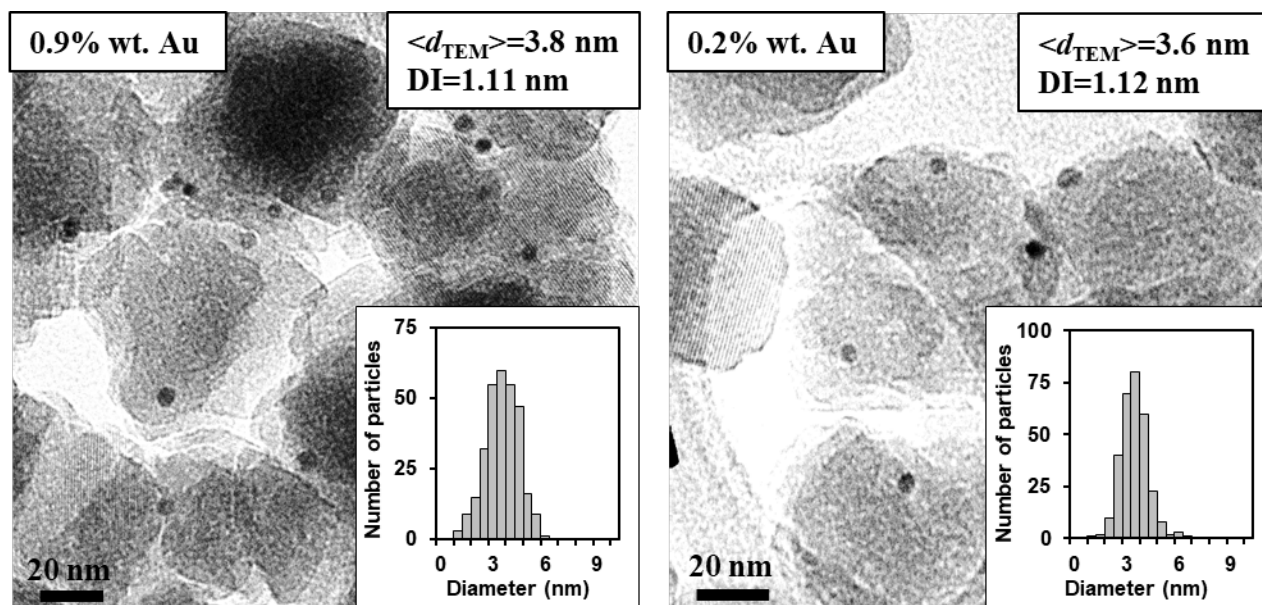 0.9% wt. Au
<d_TEM>=3.8 nm
DI=1.11 nm
75
50
25
0
Number of particles
0 3 6 9
Diameter (nm)
20 nm
0.2% wt. Au
<d_TEM>=3.6 nm
DI=1.12 nm
100
75
50
25
0
Number of particles
0 3 6 9
Diameter (nm)
20 nm